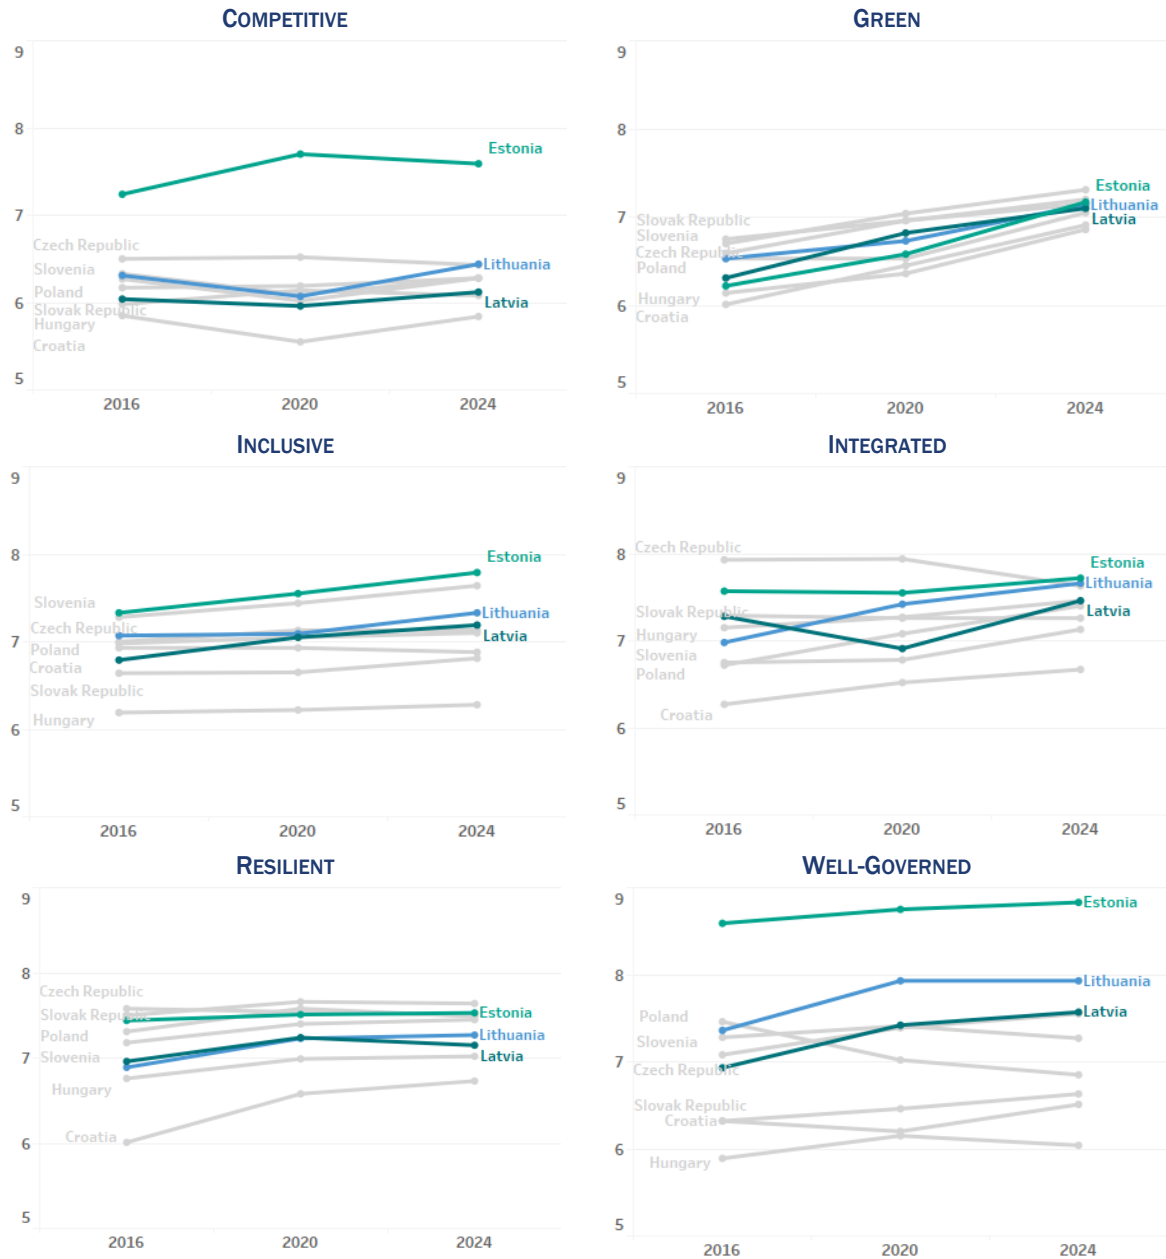 COMPETITIVE
9
8
7
6
5
Czech Republic
Slovenia
Poland
Slovak Republic
Hungary
Croatia
Estonia
Lithuania
Latvia
2016 2020 2024
GREEN
9
8
7
6
5
Slovak Republic
Slovenia
Czech Republic
Poland
Hungary
Croatia
Estonia
Lithuania
Latvia
2016 2020 2024
INCLUSIVE
9
8
7
6
5
Slovenia
Czech Republic
Poland
Croatia
Slovak Republic
Hungary
Estonia
Lithuania
Latvia
2016 2020 2024
INTEGRATED
9
8
7
6
5
Czech Republic
Slovak Republic
Hungary
Slovenia
Poland
Croatia
Estonia
Lithuania
Latvia
2016 2020 2024
RESILIENT
9
8
7
6
5
Czech Republic
Slovak Republic
Poland
Slovenia
Hungary
Croatia
Estonia
Lithuania
Latvia
2016 2020 2024
WELL-GOVERNED
9
8
7
6
5
Poland
Slovenia
Czech Republic
Slovak Republic
Croatia
Hungary
Estonia
Lithuania
Latvia
2016 2020 2024